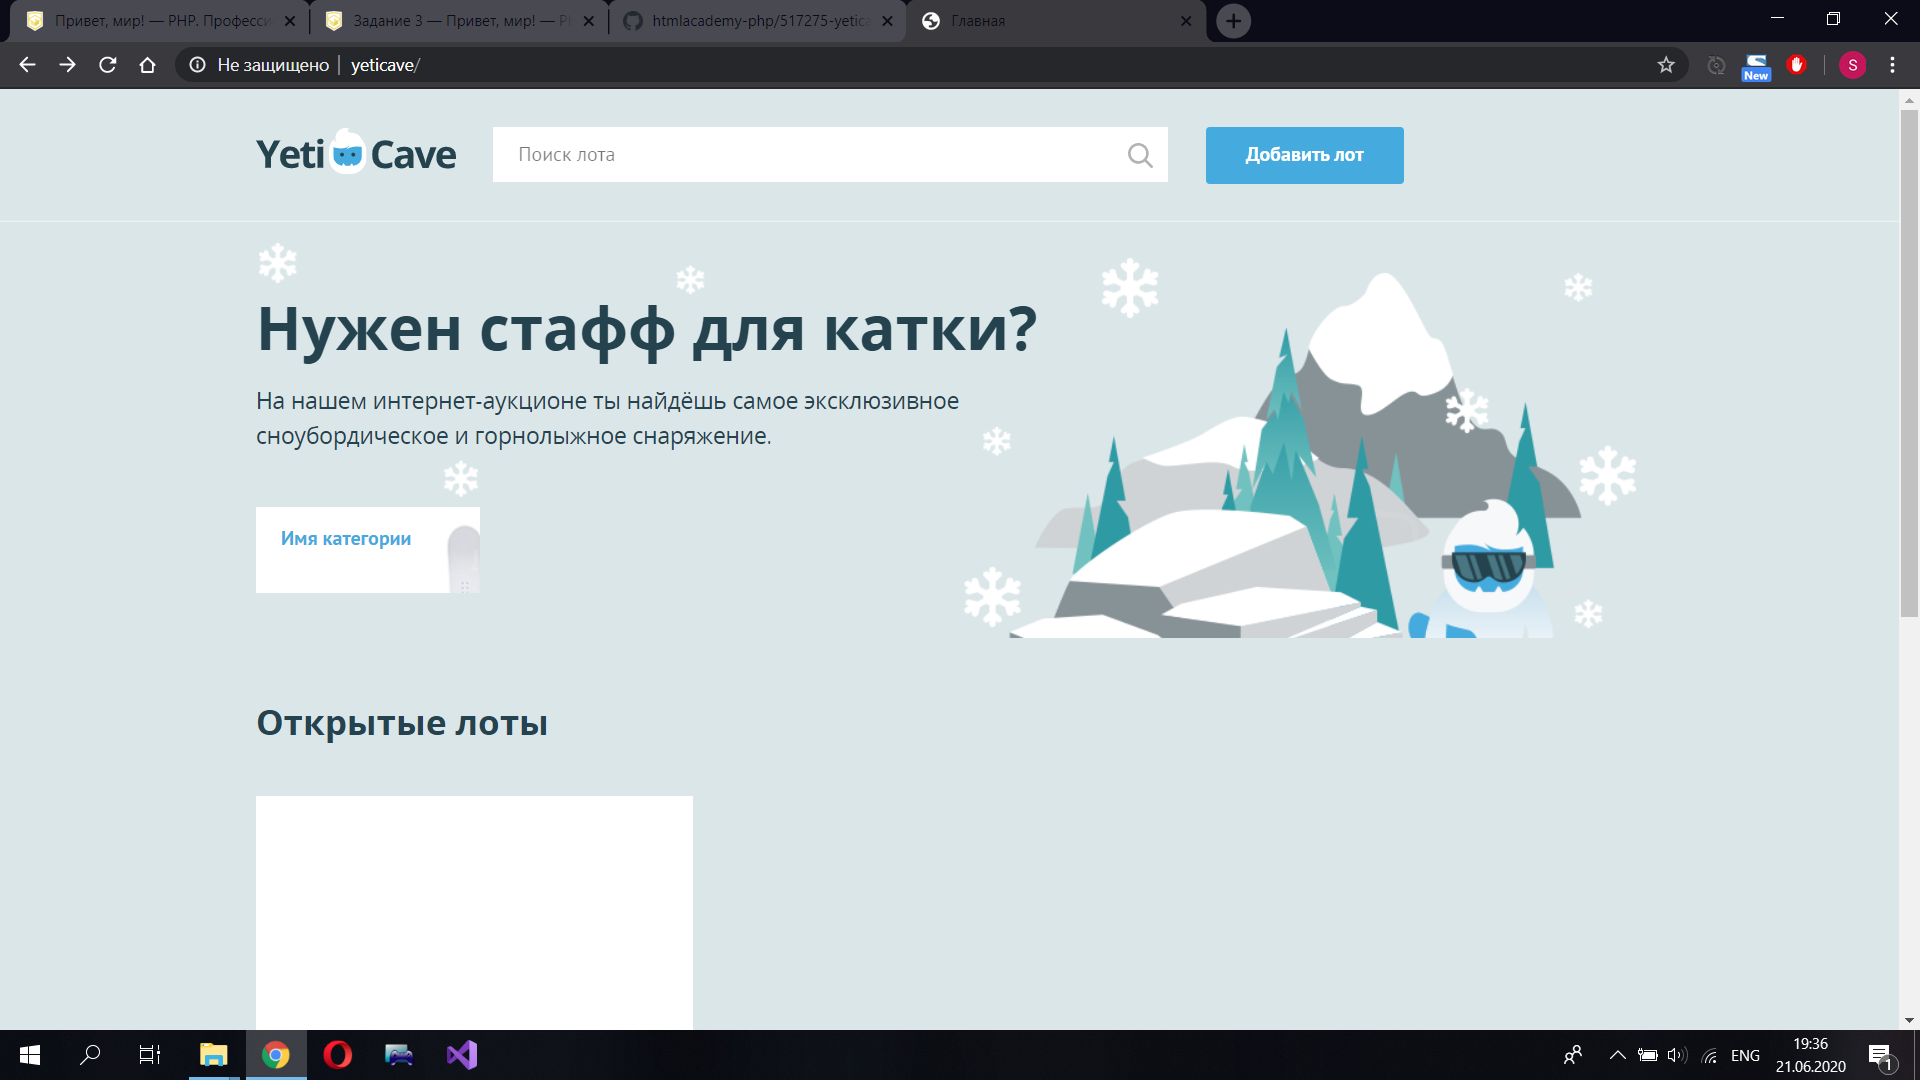 Привет, мир! — PHP. Професси
Задание 3 — Привет, мир! — P
htmlacademy-php/517275-yetica
Главная
Не защищено
yeticave/
New
S
Yeti Cave
Поиск лота
Добавить лот
Нужен стафф для катки?
На нашем интернет-аукционе ты найдёшь самое эксклюзивное
сноубордическое и горнолыжное снаряжение.
Имя категории
Открытые лоты
ENG
19:36
21.06.2020
1